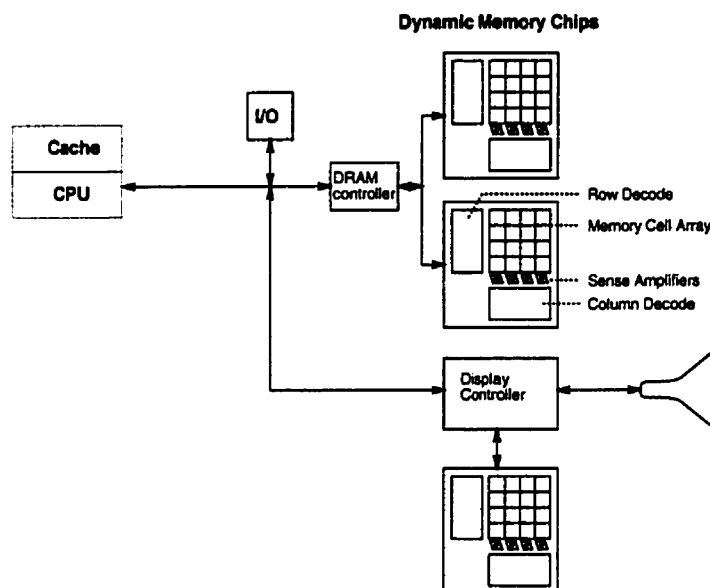 Dynamic Memory Chips
I/O
Cache
CPU
DRAM
controller
Row Decode
Memory Cell Array
Sense Amplifiers
Column Decode
Display
Controller